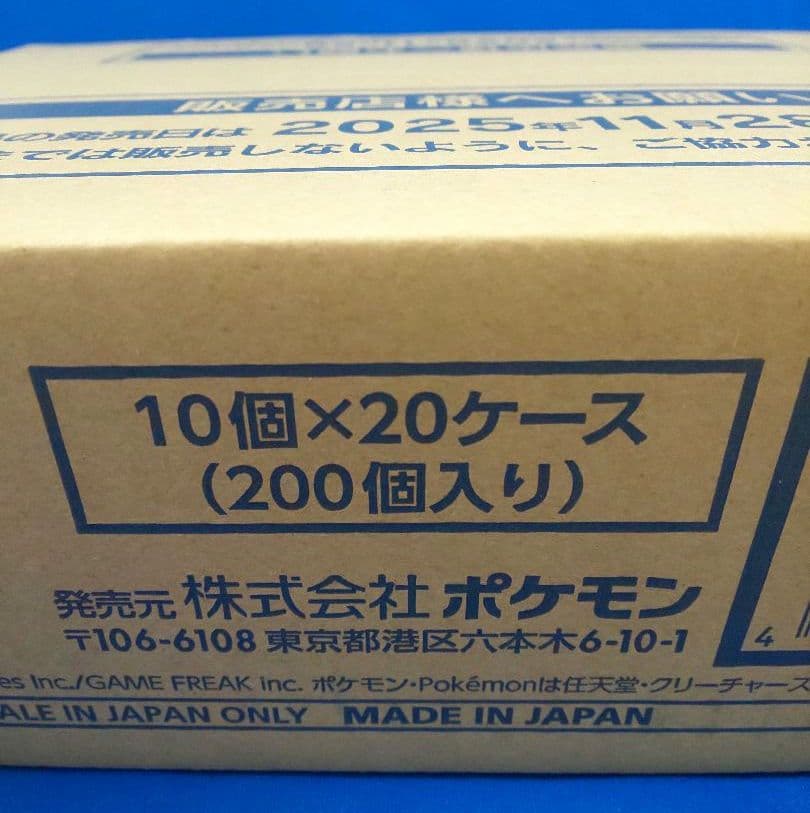 販売店様へお願い
の発売日は 2025年11月28
までは販売しないように、ご協力
10個×20ケース
(200個入り)
発売元 株式会社 ポケモン
〒106-6108 東京都港区六本木6-10-1
es Inc./GAME FREAK inc. ポケモン・Pokémonは任天堂・クリーチャーズ
ALE IN JAPAN ONLY MADE IN JAPAN
4